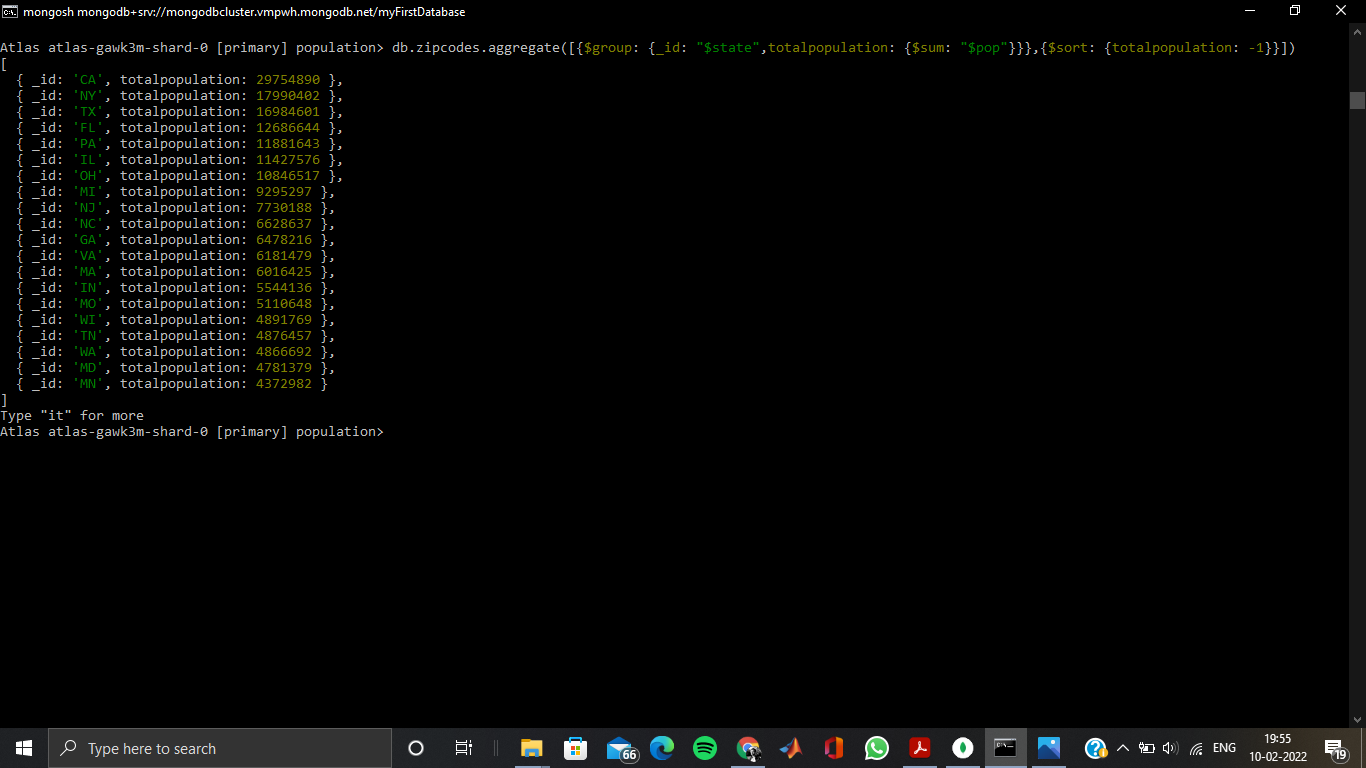 mongosh mongodb+srv://mongodbcluster.vmpwh.mongodb.net/myFirstDatabase
Atlas atlas-gawk3m-shard-0 [primary] population> db.zipcodes.aggregate([{$group: {_id: "$state",totalpopulation: {$sum: "$pop"}}},{$sort: {totalpopulation: -1}}])
[
  { _id: 'CA', totalpopulation: 29754890 },
  { _id: 'NY', totalpopulation: 17990402 },
  { _id: 'TX', totalpopulation: 16984601 },
  { _id: 'FL', totalpopulation: 12686644 },
  { _id: 'PA', totalpopulation: 11881643 },
  { _id: 'IL', totalpopulation: 11427576 },
  { _id: 'OH', totalpopulation: 10846517 },
  { _id: 'MI', totalpopulation: 9295297 },
  { _id: 'NJ', totalpopulation: 7730188 },
  { _id: 'NC', totalpopulation: 6628637 },
  { _id: 'GA', totalpopulation: 6478216 },
  { _id: 'VA', totalpopulation: 6181479 },
  { _id: 'MA', totalpopulation: 6016425 },
  { _id: 'IN', totalpopulation: 5544136 },
  { _id: 'MO', totalpopulation: 5110648 },
  { _id: 'WI', totalpopulation: 4891769 },
  { _id: 'TN', totalpopulation: 4876457 },
  { _id: 'WA', totalpopulation: 4866692 },
  { _id: 'MD', totalpopulation: 4781379 },
  { _id: 'MN', totalpopulation: 4372982 }
]
Type "it" for more
Atlas atlas-gawk3m-shard-0 [primary] population>
Type here to search
66
ENG
19:55
10-02-2022
19